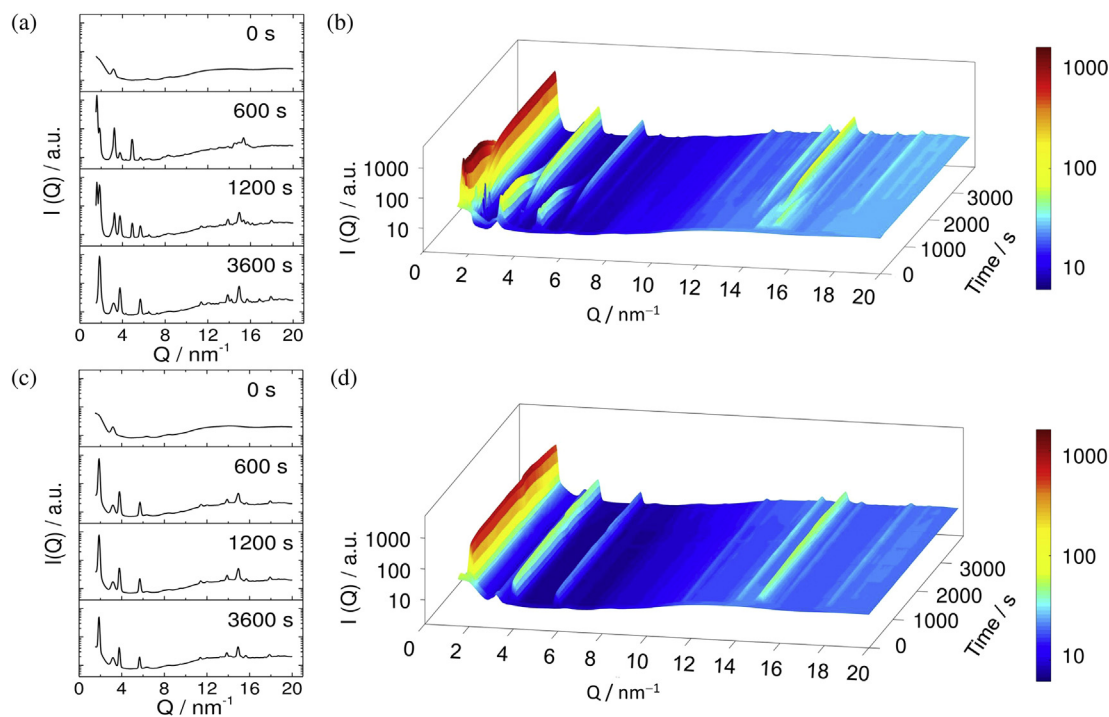 (a)
0 s
600 s
1200 s
3600 s
I (Q) / a.u.
0 4 8 12 16 20
Q / nm⁻¹
(b)
I (Q) / a.u.
1000
100
10
0 2 4 6 8 10 12 14 16 18 20
Q / nm⁻¹
0
1000
2000
3000
Time / s
1000
100
10
(c)
0 s
600 s
1200 s
3600 s
I(Q) / a.u.
0 4 8 12 16 20
Q / nm⁻¹
(d)
I (Q) / a.u.
1000
100
10
0 2 4 6 8 10 12 14 16 18 20
Q / nm⁻¹
0
1000
2000
3000
Time / s
1000
100
10